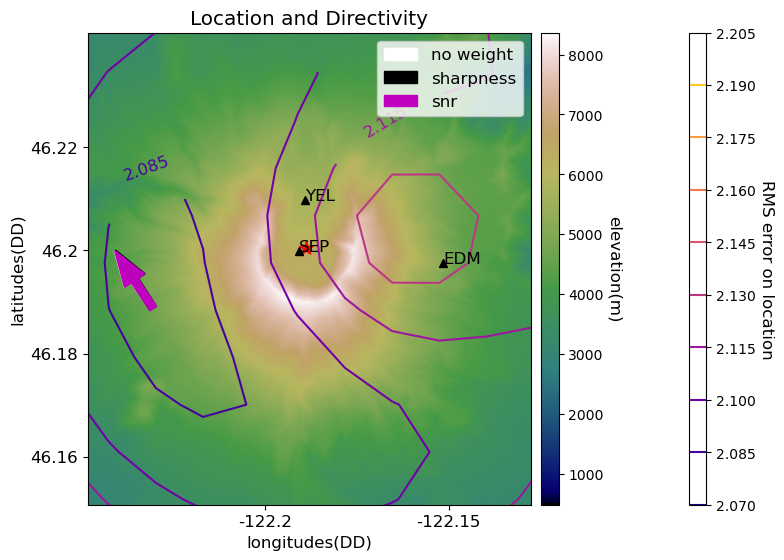 Location and Directivity
no weight
sharpness
snr
latitudes(DD)
46.22
46.2
46.18
46.16
2.085
YEL
SEP
EDM
-122.2
-122.15
longitudes(DD)
8000
7000
6000
5000
4000
3000
2000
1000
elevation(m)
2.205
2.190
2.175
2.160
2.145
2.130
2.115
2.100
2.085
2.070
RMS error on location